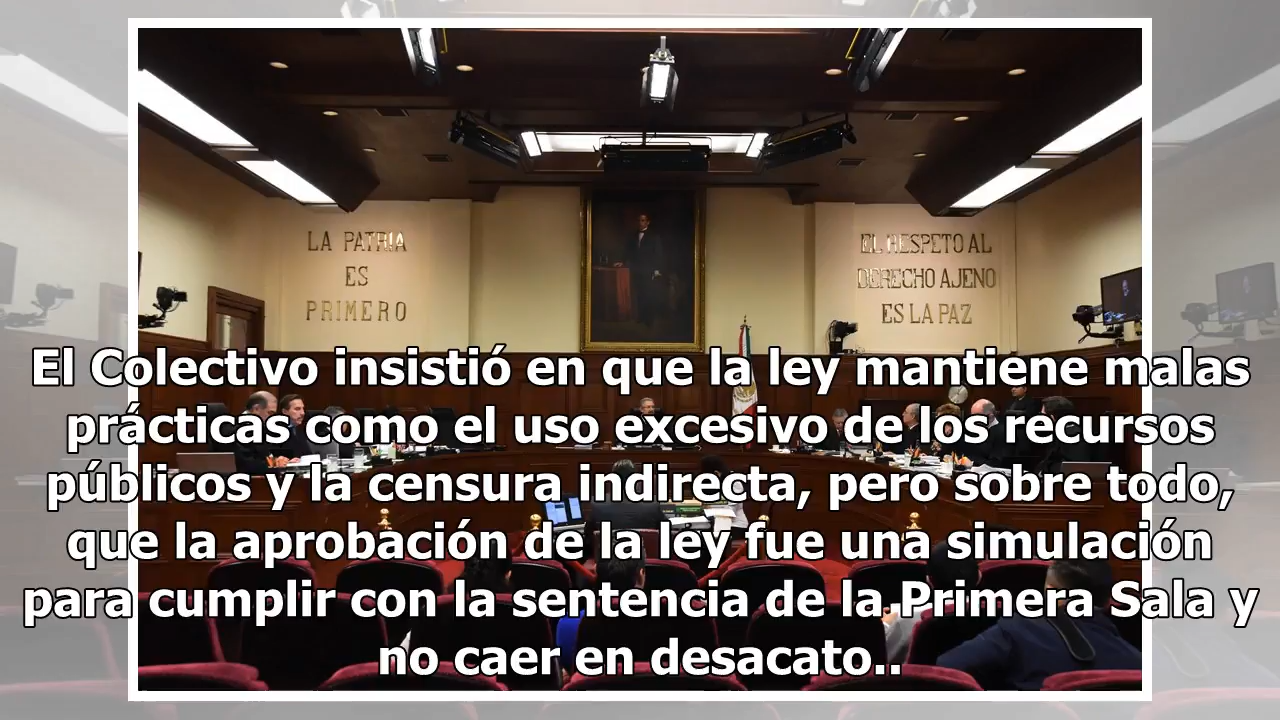 LA PATRIA
ES
PRIMERO
EL RESPETO AL
DERECHO AJENO
ES LA PAZ
El Colectivo insistió en que la ley mantiene malas
prácticas como el uso excesivo de los recursos
públicos y la censura indirecta, pero sobre todo,
que la aprobación de la ley fue una simulación
para cumplir con la sentencia de la Primera Sala y
no caer en desacato..